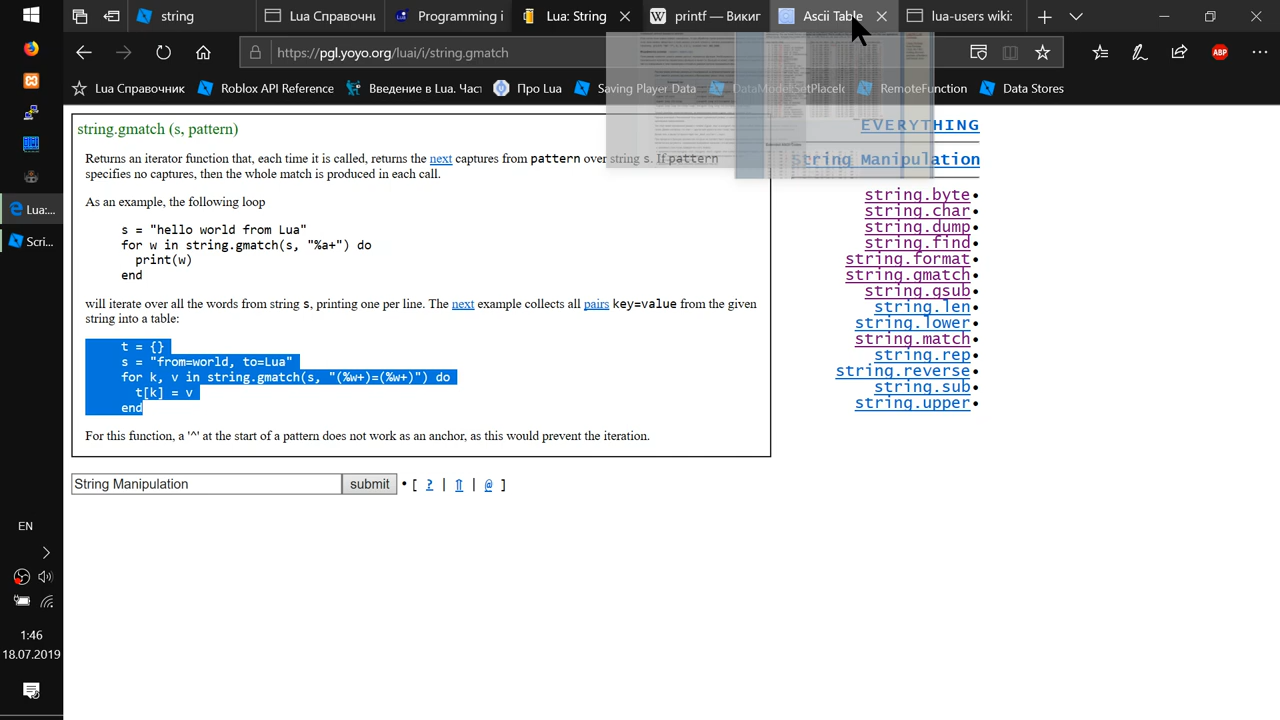 string
Lua Справочни
Programming i
Lua: String
printf — Викиг
Ascii Table
lua-users wiki:
https://pgl.yoyo.org/luai/i/string.gmatch
ABP
Lua Справочник
Roblox API Reference
Введение в Lua. Част
Про Lua
Saving Player Data
DataModel:SetPlaceId
RemoteFunction
Data Stores
string.gmatch (s, pattern)
Returns an iterator function that, each time it is called, returns the next captures from pattern over string s. If pattern
specifies no captures, then the whole match is produced in each call.
As an example, the following loop
s = "hello world from Lua"
for w in string.gmatch(s, "%a+") do
print(w)
end
will iterate over all the words from string s, printing one per line. The next example collects all pairs key=value from the given
string into a table:
t = {}
s = "from=world, to=Lua"
for k, v in string.gmatch(s, "(%w+)=(%w+)") do
t[k] = v
end
For this function, a '^' at the start of a pattern does not work as an anchor, as this would prevent the iteration.
String Manipulation
submit
• [ ? | ⇑ | @ ]
EVERYTHING
String Manipulation
string.byte•
string.char•
string.dump•
string.find•
string.format•
string.gmatch•
string.gsub•
string.len•
string.lower•
string.match•
string.rep•
string.reverse•
string.sub•
string.upper•
Lua:...
Scri...
EN
1:46
18.07.2019